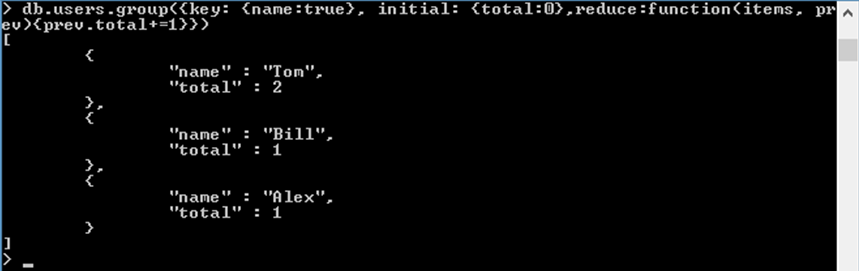 > db.users.group({key: {name:true}, initial: {total:0},reduce:function(items, pr
ev){prev.total+=1}})
[
{
"name" : "Tom",
"total" : 2
},
{
"name" : "Bill",
"total" : 1
},
{
"name" : "Alex",
"total" : 1
}
]
> _